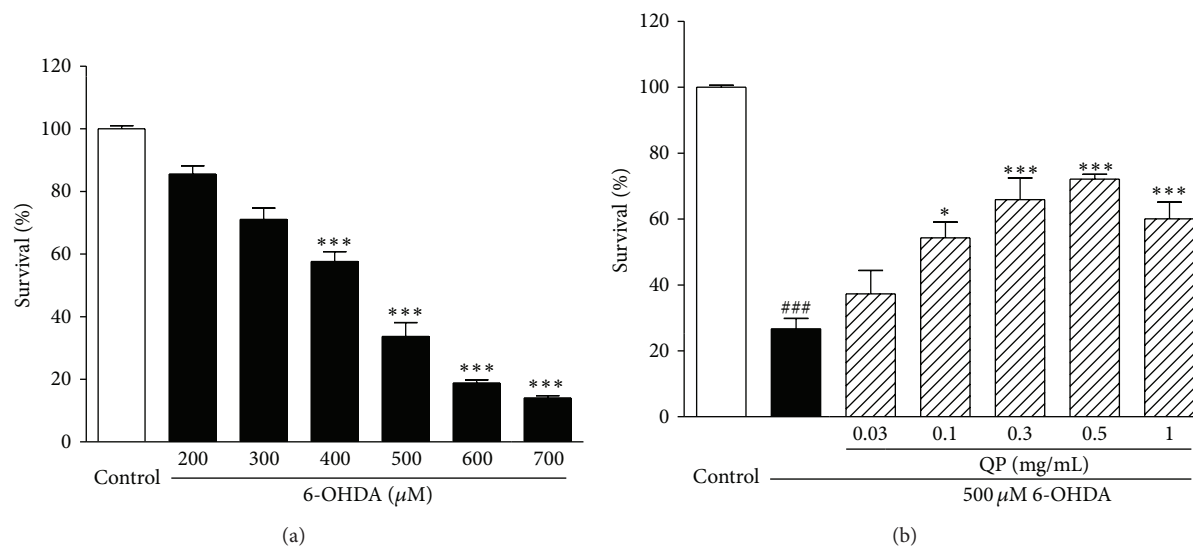 120
100
80
60
40
20
0
Survival (%)
***
***
***
***
Control
200 300 400 500 600 700
6-OHDA (µM)
(a)
120
100
80
60
40
20
0
Survival (%)
###
*
***
***
***
Control
0.03 0.1 0.3 0.5 1
QP (mg/mL)
500 µM 6-OHDA
(b)